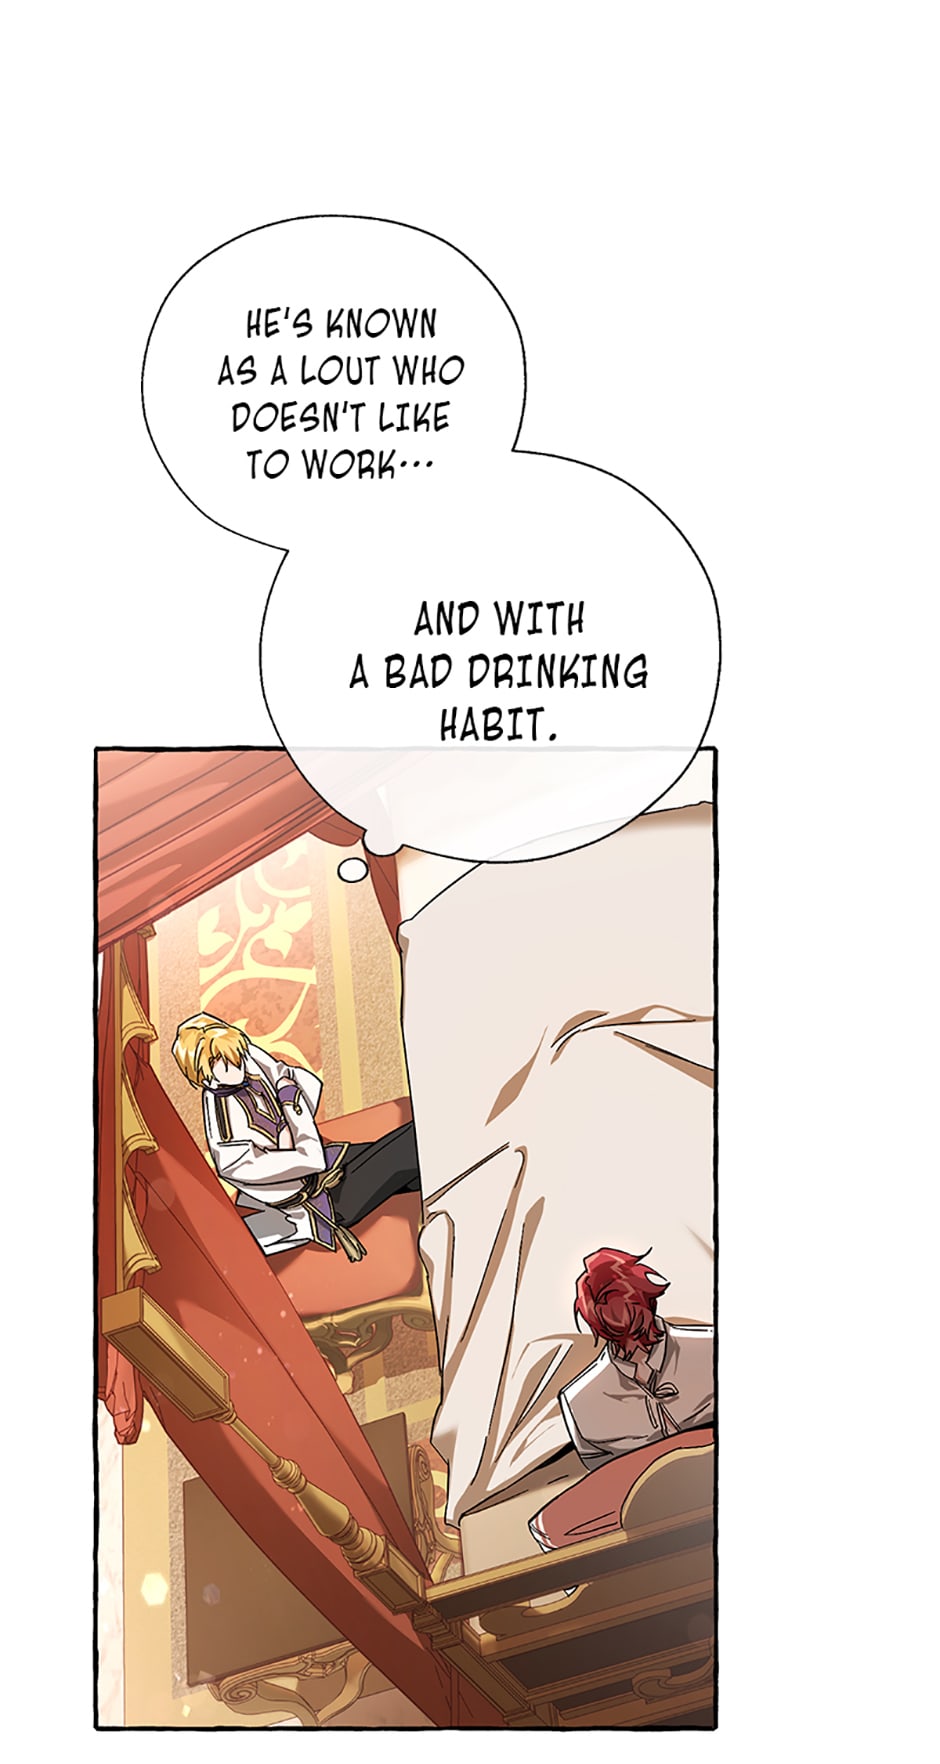 HE'S KNOWN
AS A LOUT WHO
DOESN'T LIKE
TO WORK...
AND WITH
A BAD DRINKING
HABIT.